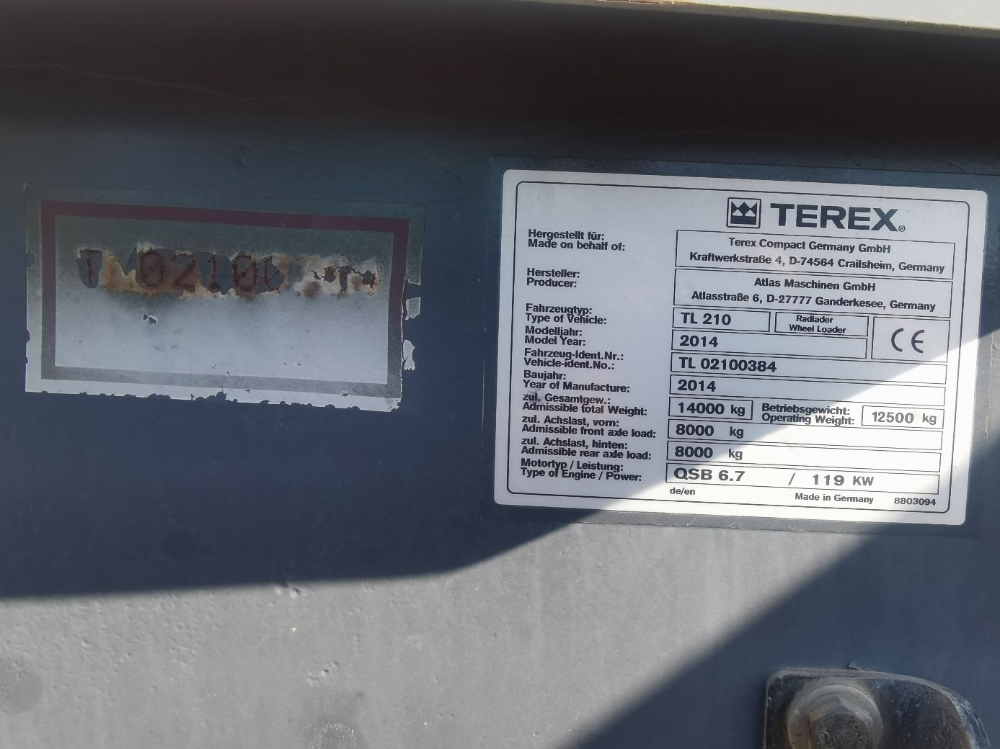 TL02100
TEREX®
Hergestellt für:
Made on behalf of:
Terex Compact Germany GmbH
Kraftwerkstraße 4, D-74564 Crailsheim, Germany
Hersteller:
Producer:
Atlas Maschinen GmbH
Atlasstraße 6, D-27777 Ganderkesee, Germany
Fahrzeugtyp:
Type of Vehicle:
TL 210
Radlader
Wheel Loader
CE
Modelljahr:
Model Year:
2014
Fahrzeug-Ident.Nr.:
Vehicle-ident.No.:
TL 02100384
Baujahr:
Year of Manufacture:
2014
zul. Gesamtgew.:
Admissible total Weight:
14000 kg
Betriebsgewicht:
Operating Weight:
12500 kg
zul. Achslast, vorn:
Admissible front axle load:
8000 kg
zul. Achslast, hinten:
Admissible rear axle load:
8000 kg
Motortyp / Leistung:
Type of Engine / Power:
QSB 6.7 / 119 KW
de/en
Made in Germany
8803094